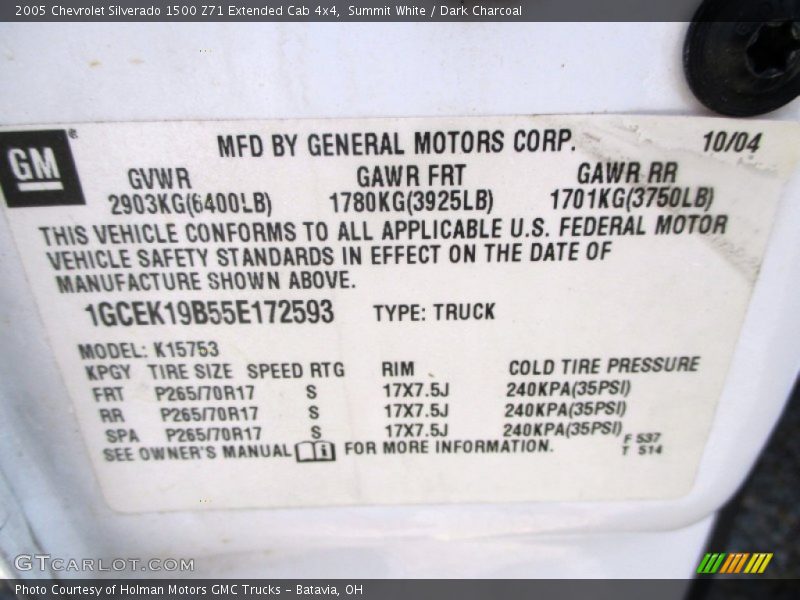 2005 Chevrolet Silverado 1500 Z71 Extended Cab 4x4, Summit White / Dark Charcoal
GM®
MFD BY GENERAL MOTORS CORP. 10/04
GVWR GAWR FRT GAWR RR
2903KG(6400LB) 1780KG(3925LB) 1701KG(3750LB)
THIS VEHICLE CONFORMS TO ALL APPLICABLE U.S. FEDERAL MOTOR
VEHICLE SAFETY STANDARDS IN EFFECT ON THE DATE OF
MANUFACTURE SHOWN ABOVE.
1GCEK19B55E172593 TYPE: TRUCK
MODEL: K15753
KPGY TIRE SIZE SPEED RTG RIM COLD TIRE PRESSURE
FRT P265/70R17 S 17X7.5J 240KPA(35PSI)
RR P265/70R17 S 17X7.5J 240KPA(35PSI)
SPA P265/70R17 S 17X7.5J 240KPA(35PSI)
SEE OWNER'S MANUAL FOR MORE INFORMATION.
F 537
T 514
GTCarLot.com
Photo Courtesy of Holman Motors GMC Trucks - Batavia, OH